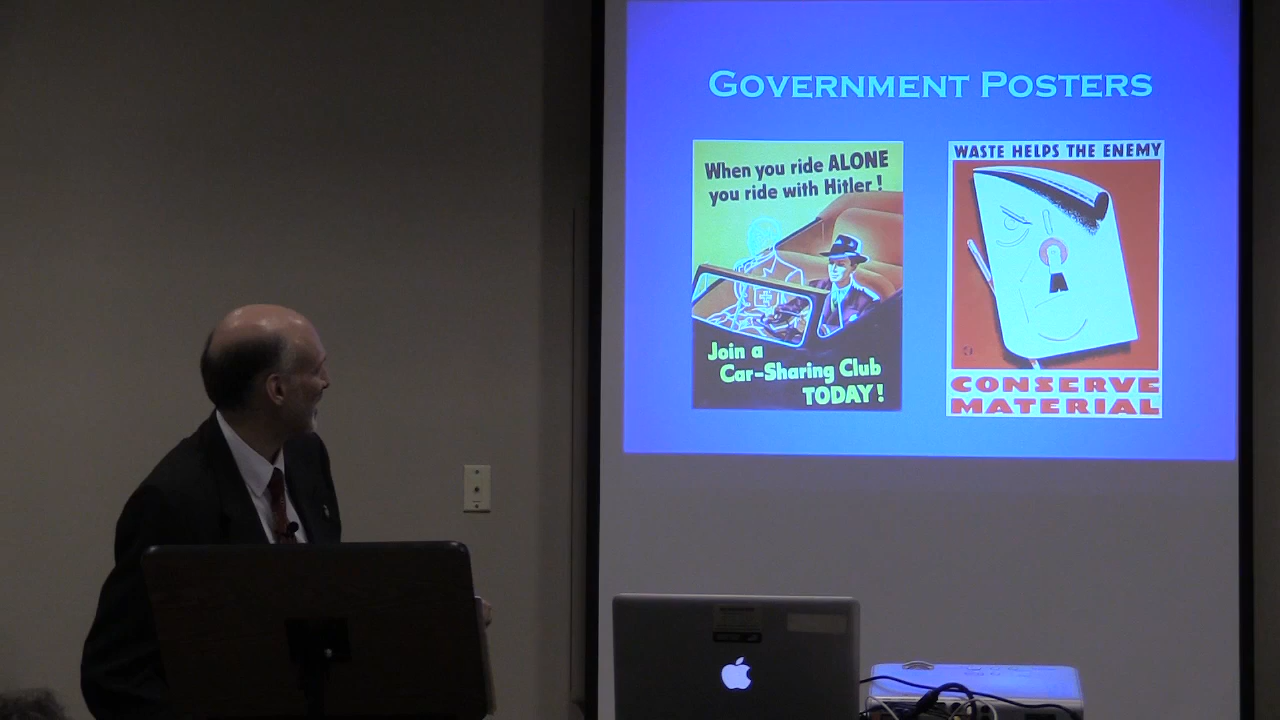 GOVERNMENT POSTERS
When you ride ALONE
you ride with Hitler !
Join a
Car-Sharing Club
TODAY !
WASTE HELPS THE ENEMY
CONSERVE
MATERIAL